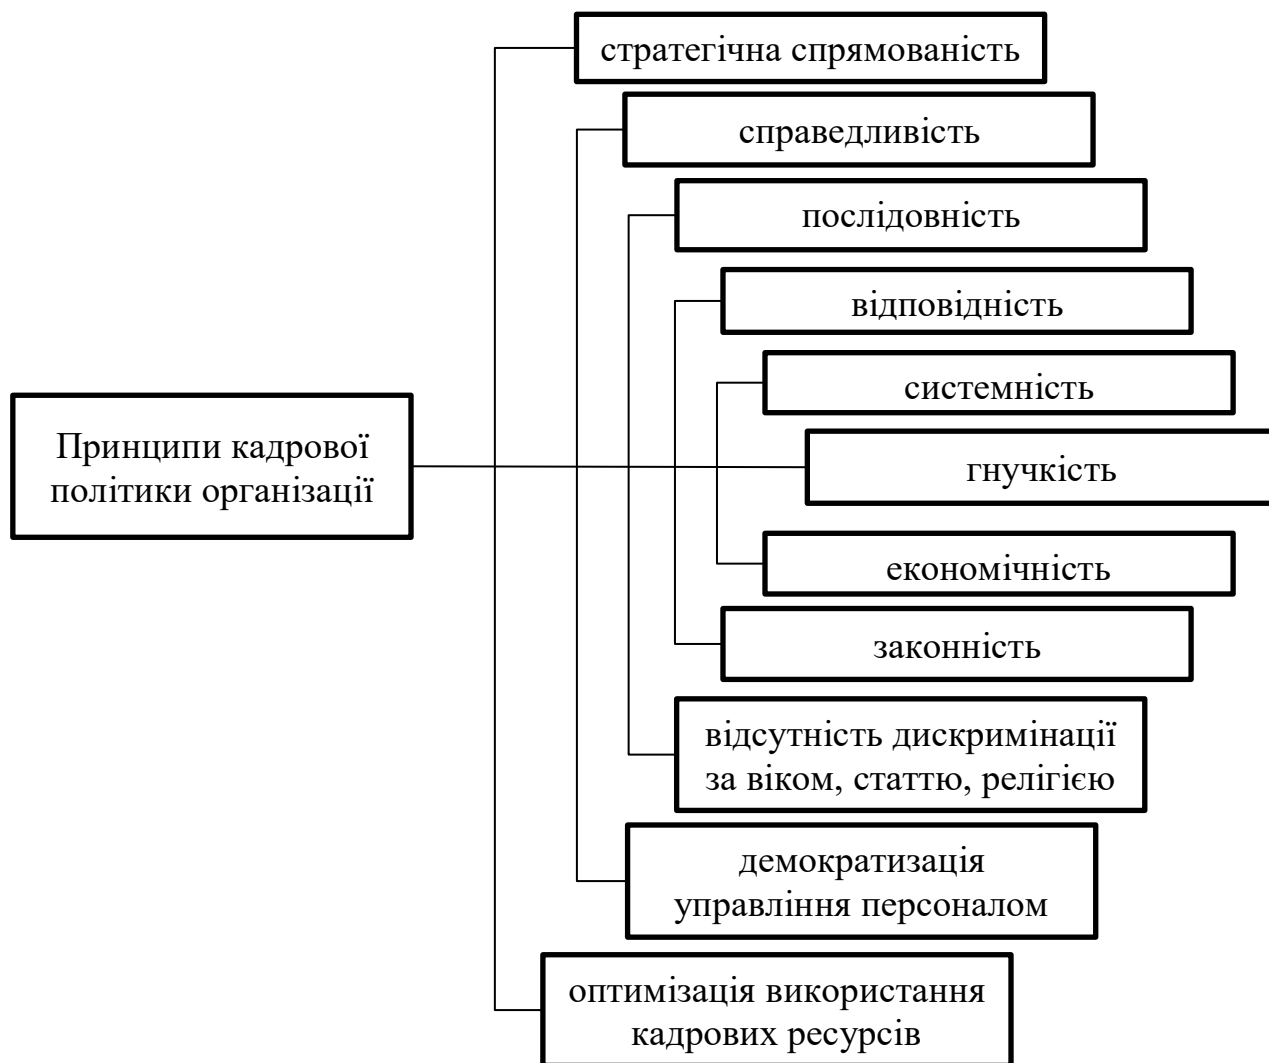 стратегічна спрямованість
справедливість
послідовність
відповідність
системність
Принципи кадрової
політики організації
гнучкість
економічність
законність
відсутність дискримінації
за віком, статтю, релігією
демократизація
управління персоналом
оптимізація використання
кадрових ресурсів